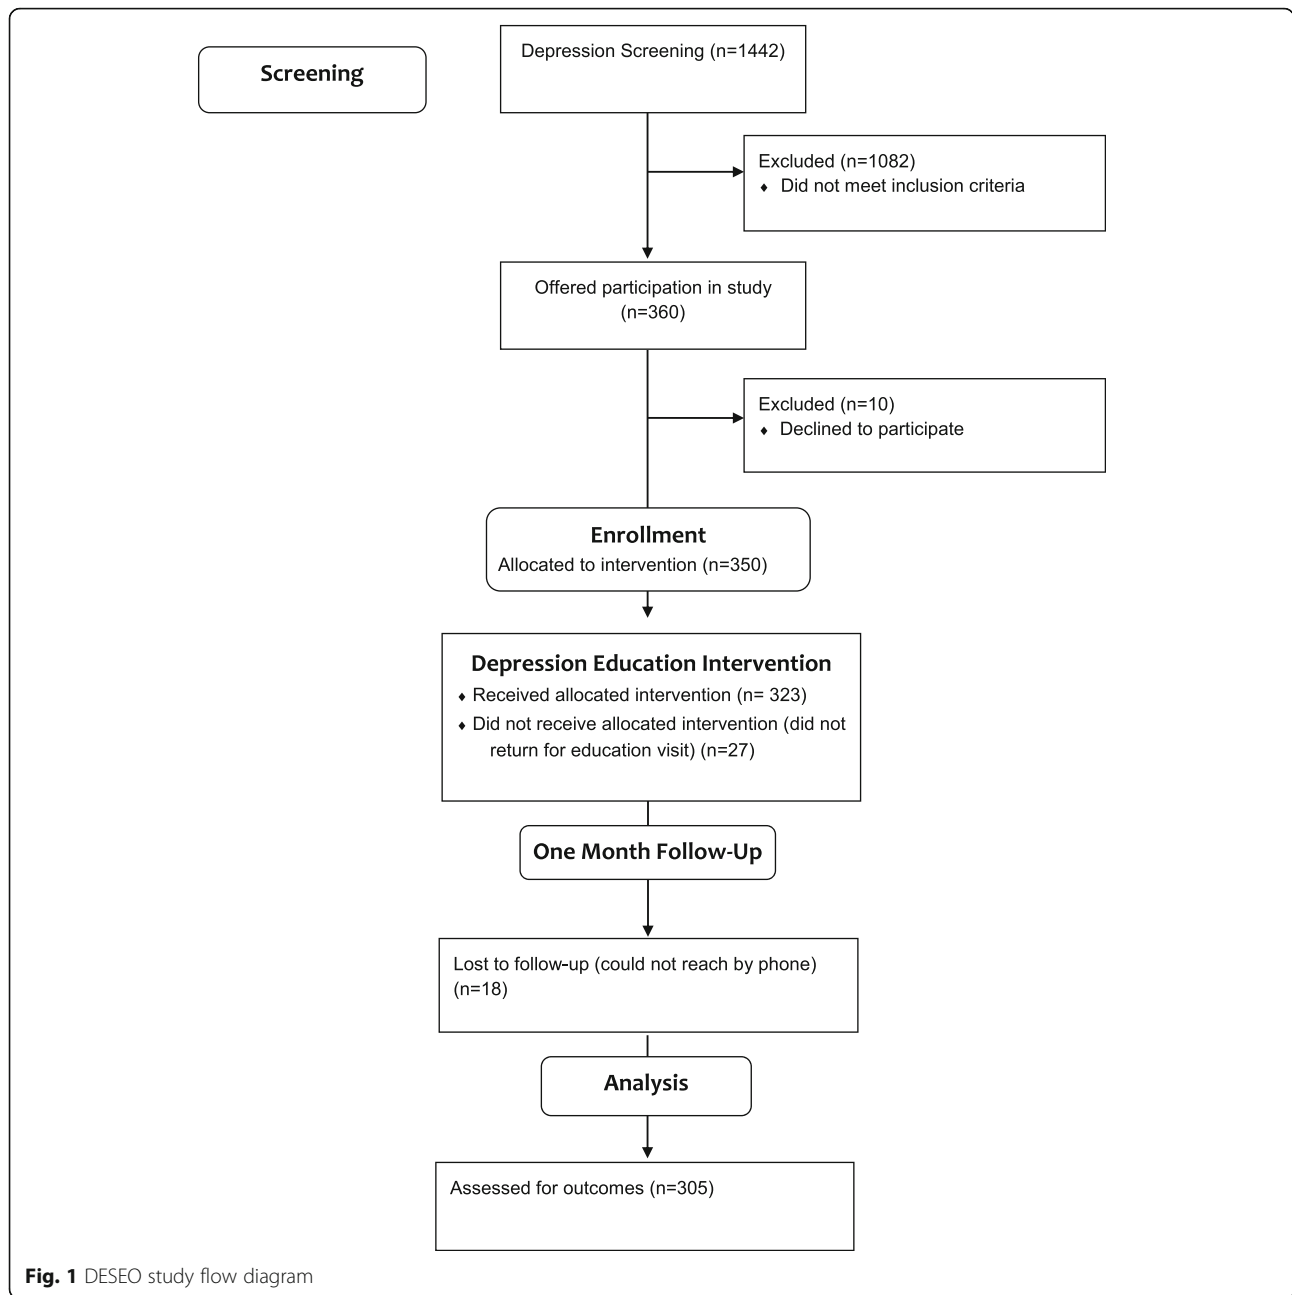 Screening
Depression Screening (n=1442)
Excluded (n=1082)
♦ Did not meet inclusion criteria
Offered participation in study
(n=360)
Excluded (n=10)
♦ Declined to participate
Enrollment
Allocated to intervention (n=350)
Depression Education Intervention
♦ Received allocated intervention (n= 323)
♦ Did not receive allocated intervention (did not
return for education visit) (n=27)
One Month Follow-Up
Lost to follow-up (could not reach by phone)
(n=18)
Analysis
Assessed for outcomes (n=305)
Fig. 1 DESEO study flow diagram